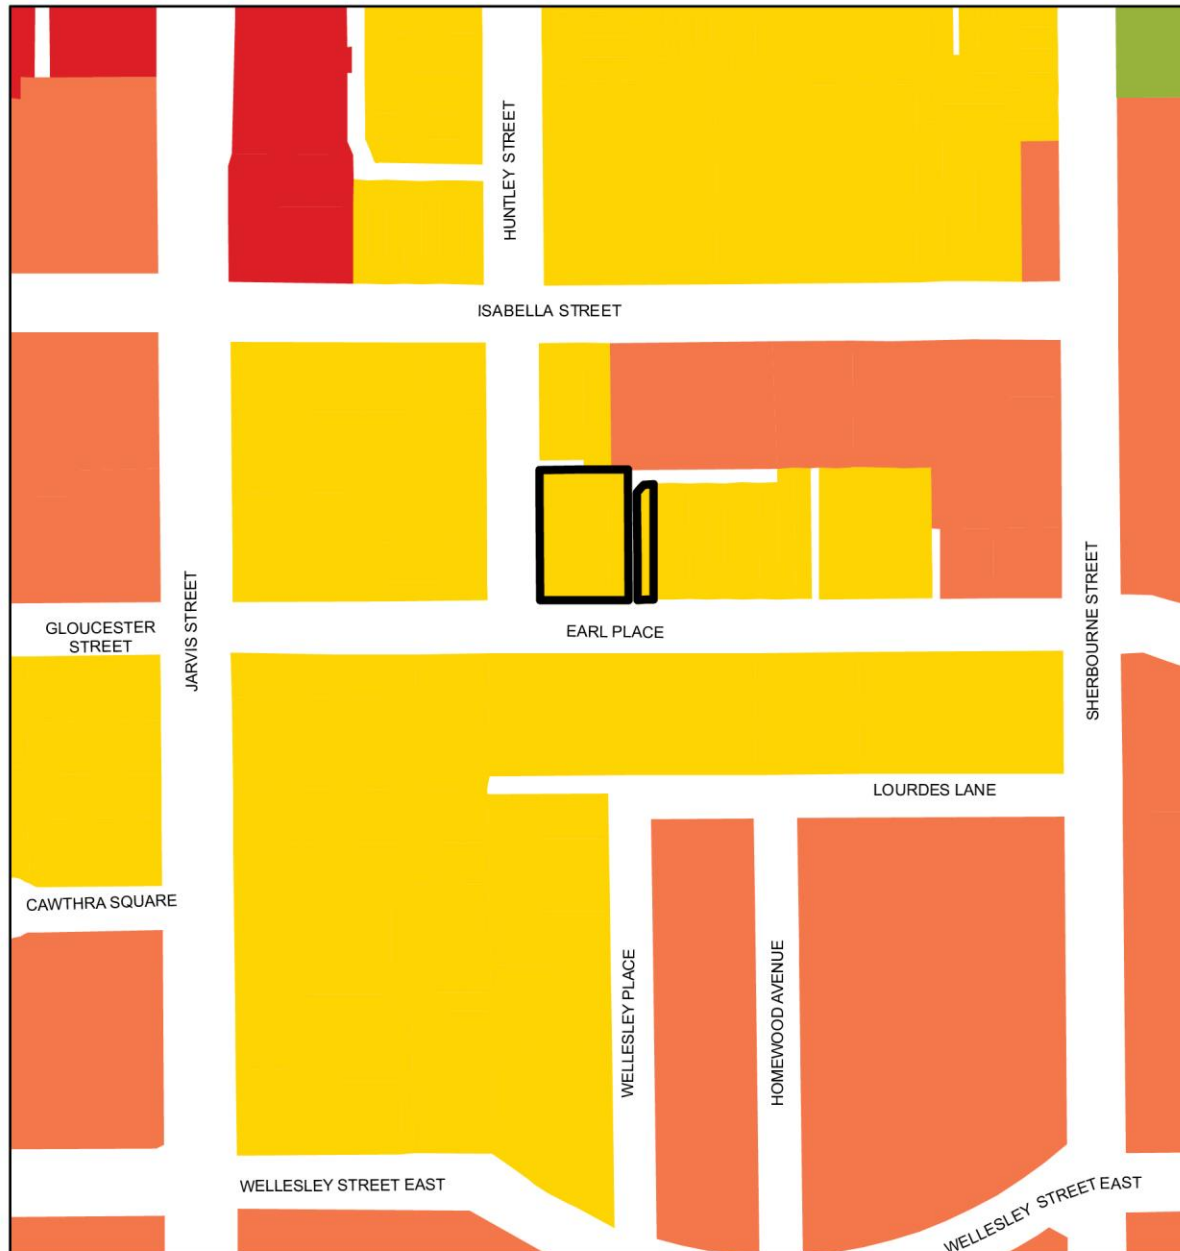 HUNTLEY STREET
ISABELLA STREET
GLOUCESTER
STREET
JARVIS STREET
EARL PLACE
SHERBOURNE STREET
LOURDES LANE
CAWTHRA SQUARE
WELLESLEY PLACE
HOMEWOOD AVENUE
WELLESLEY STREET EAST
WELLESLEY STREET EAST